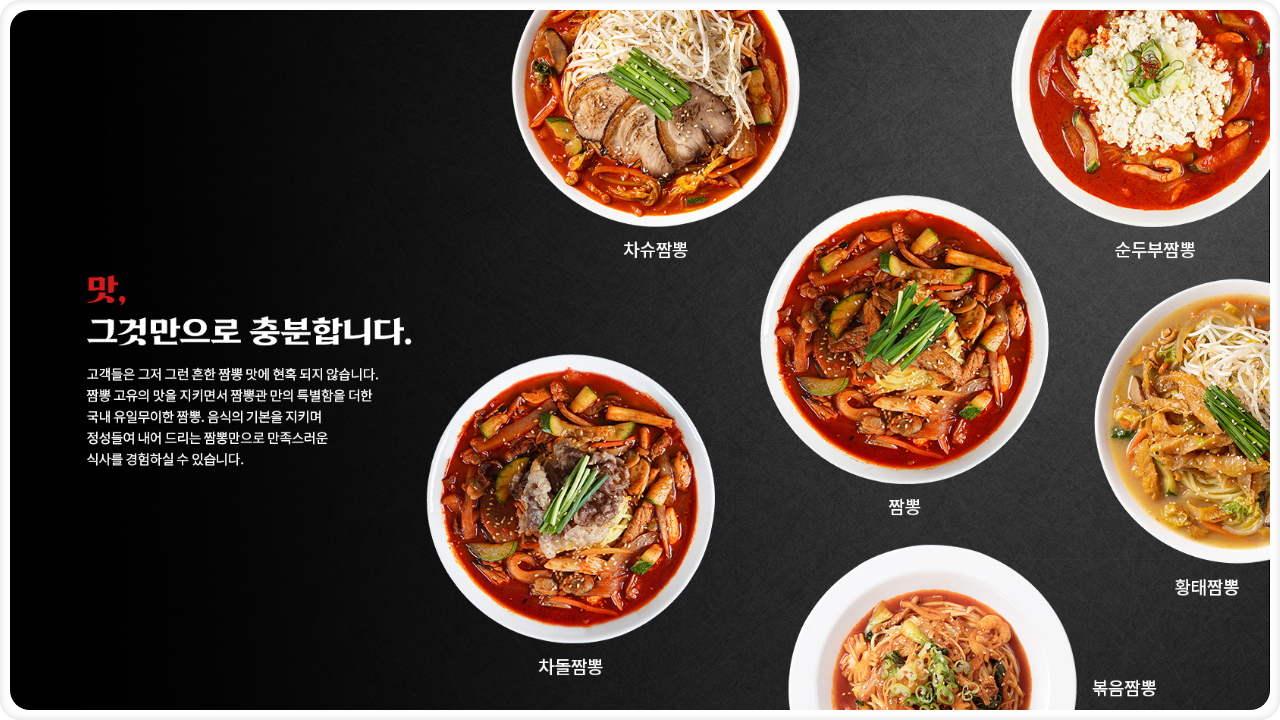 맛,
그것만으로 충분합니다.
고객들은 그저 그런 흔한 짬뽕 맛에 현혹 되지 않습니다.
짬뽕 고유의 맛을 지키면서 짬뽕관 만의 특별함을 더한
국내 유일무이한 짬뽕. 음식의 기본을 지키며
정성들여 내어 드리는 짬뽕만으로 만족스러운
식사를 경험하실 수 있습니다.
차슈짬뽕
순두부짬뽕
짬뽕
황태짬뽕
차돌짬뽕
볶음짬뽕